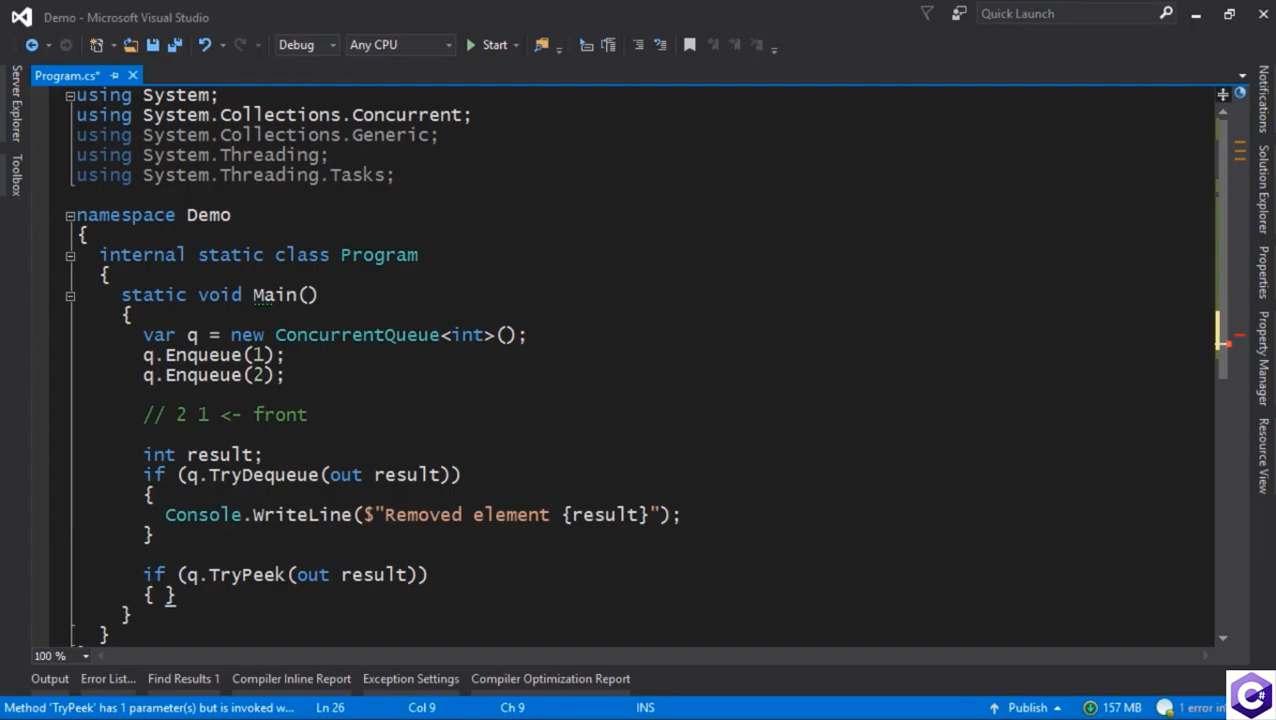 Demo - Microsoft Visual Studio
Quick Launch
Debug
Any CPU
Start
Program.cs*
Server Explorer
Toolbox
using System;
using System.Collections.Concurrent;
using System.Collections.Generic;
using System.Threading;
using System.Threading.Tasks;
namespace Demo
{
internal static class Program
{
static void Main()
{
var q = new ConcurrentQueue<int>();
q.Enqueue(1);
q.Enqueue(2);
// 2 1 <- front
int result;
if (q.TryDequeue(out result))
{
Console.WriteLine($"Removed element {result}");
}
if (q.TryPeek(out result))
{ }
}
}
Notifications
Solution Explorer
Properties
Property Manager
Resource View
100 %
Output
Error List...
Find Results 1
Compiler Inline Report
Exception Settings
Compiler Optimization Report
Method 'TryPeek' has 1 parameter(s) but is invoked w...
Ln 26
Col 9
Ch 9
INS
Publish
157 MB
1 error in
C#